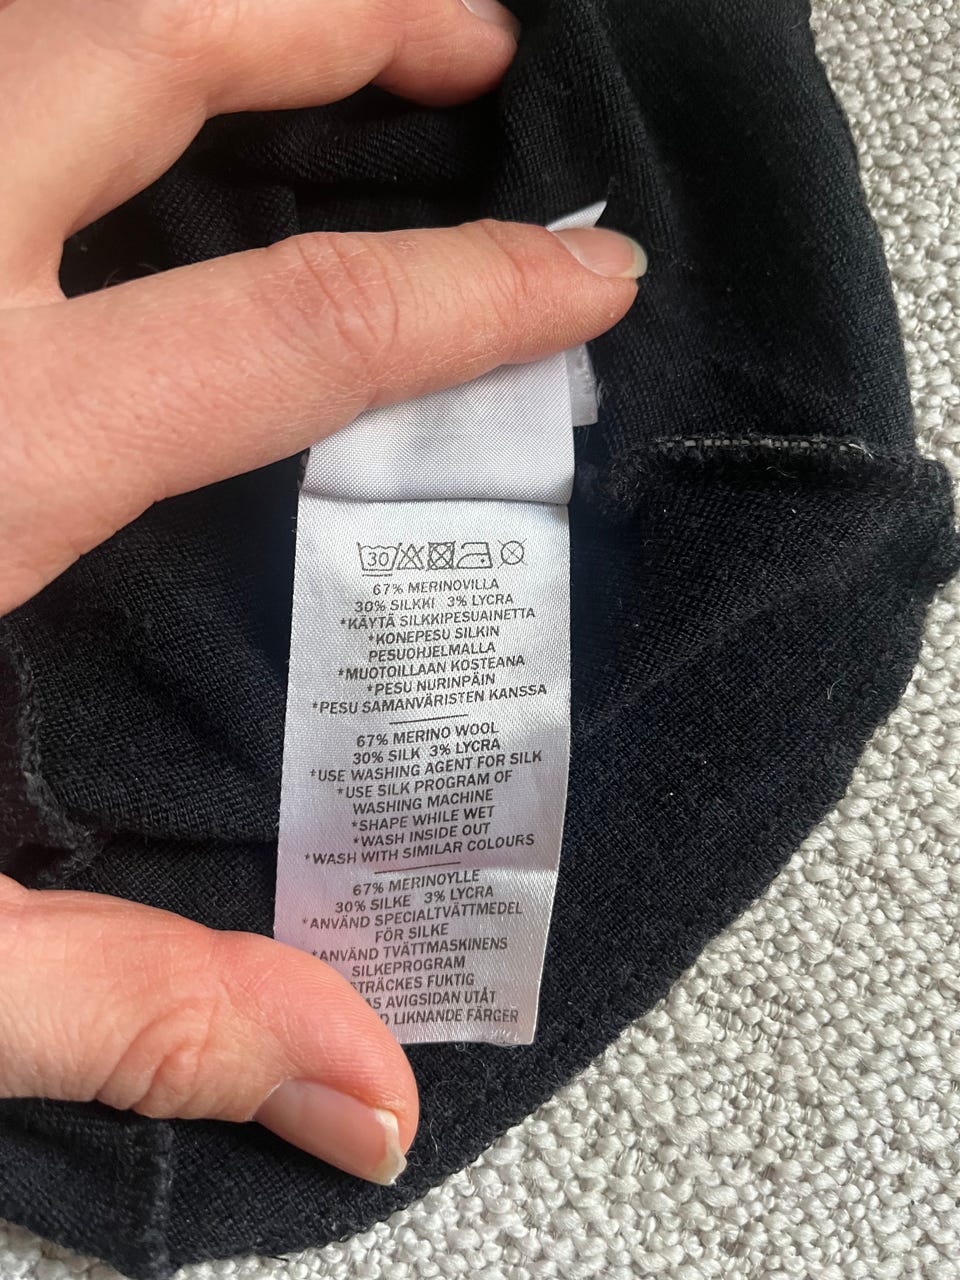 30
67% MERINOVILLA
30% SILKKI 3% LYCRA
*KÄYTÄ SILKKIPESUAINETTA
*KONEPESU SILKIN
PESUOHJELMALLA
*MUOTOILLAAN KOSTEANA
*PESU NURINPÄIN
*PESU SAMANVÄRISTEN KANSSA
67% MERINO WOOL
30% SILK 3% LYCRA
*USE WASHING AGENT FOR SILK
*USE SILK PROGRAM OF
WASHING MACHINE
*SHAPE WHILE WET
*WASH INSIDE OUT
*WASH WITH SIMILAR COLOURS
67% MERINOYLLE
30% SILKE 3% LYCRA
*ANVÄND SPECIALTVÄTTMEDEL
FÖR SILKE
*ANVÄND TVÄTTMASKINENS
SILKEPROGRAM
STRÄCKES FUKTIG
AS AVIGSIDAN UTÅT
D LIKNANDE FÄRGER